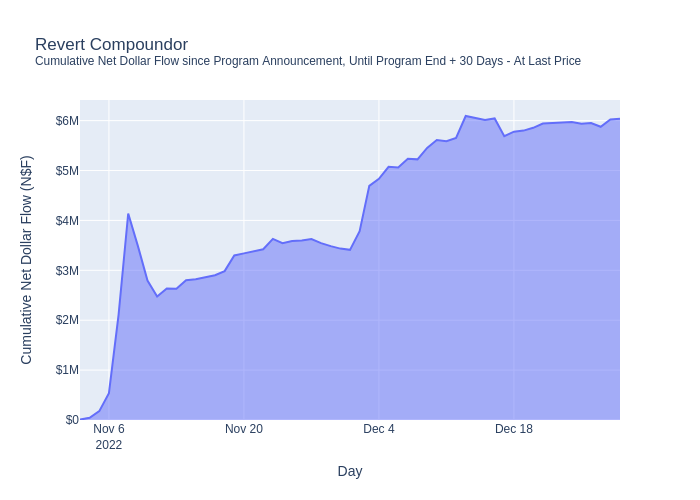 Revert Compoundor
Cumulative Net Dollar Flow since Program Announcement, Until Program End + 30 Days - At Last Price
Cumulative Net Dollar Flow (N$F)
$6M
$5M
$4M
$3M
$2M
$1M
$0
Nov 6
2022
Nov 20
Dec 4
Dec 18
Day